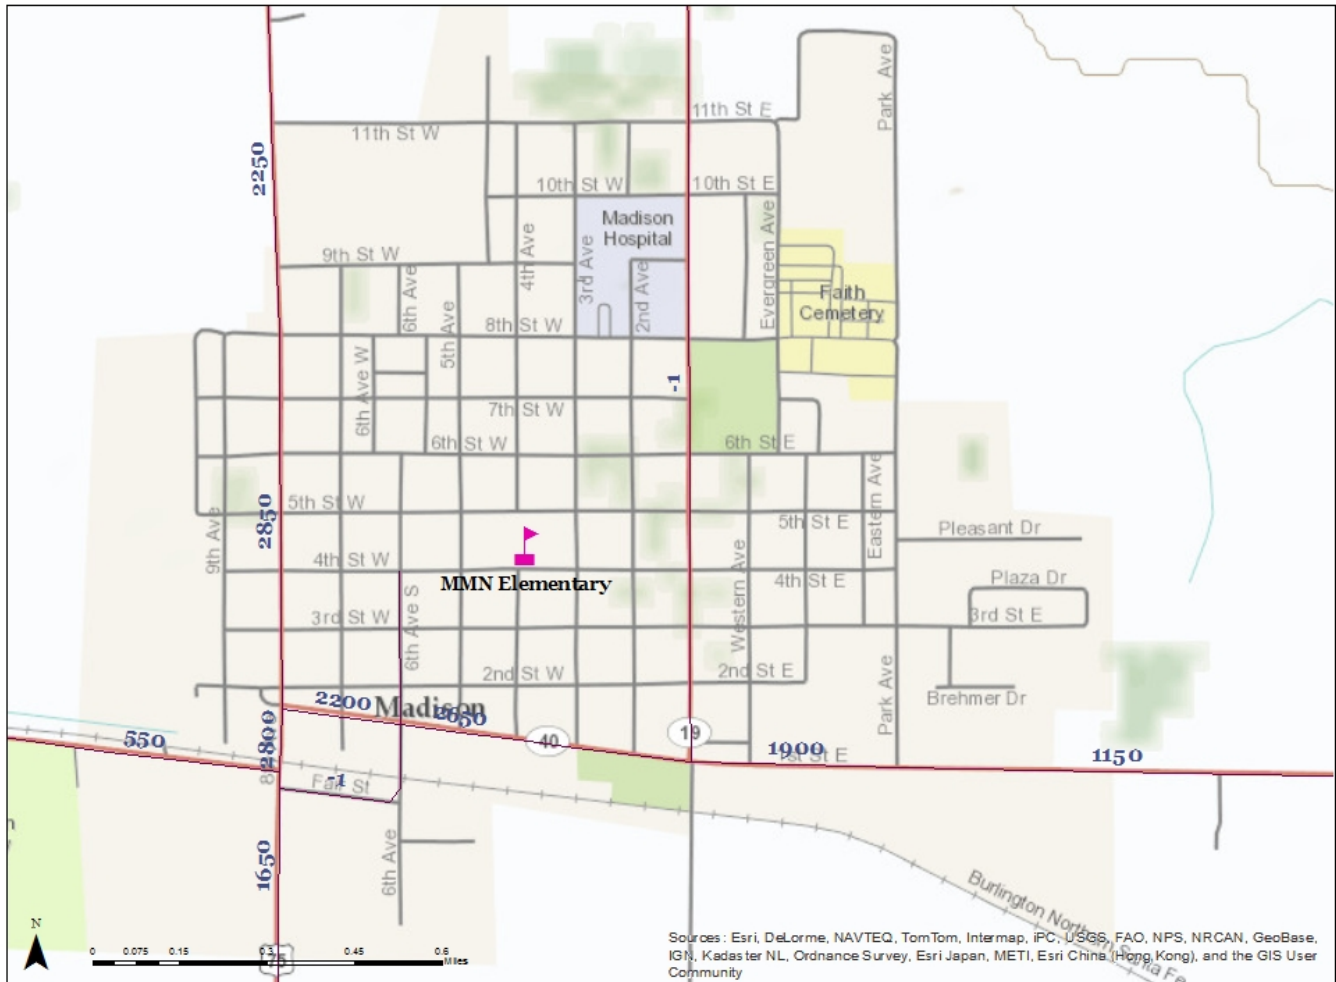 11th St E
11th St W
Park Ave
2250
10th St W
10th St E
Madison
Hospital
9th St W
4th Ave
3rd Ave
2nd Ave
Evergreen Ave
6th Ave
5th Ave
Faith
Cemetery
8th St W
6th Ave W
-1
7th St W
6th St W
6th St E
5th St W
2850
9th Ave
5th St E
Eastern Ave
Pleasant Dr
4th St W
MMN Elementary
Western Ave
4th St E
Plaza Dr
3rd St W
6th Ave S
3rd St E
2nd St W
2nd St E
Park Ave
Brehmer Dr
2200
Madison
2650
550
2800
40
19
1900
1st St E
1150
-1
Fair St
1650
6th Ave
Burlington Northern Santa Fe
N
0 0.075 0.15 0.3 0.45 0.6
Miles
75
Sources: Esri, DeLorme, NAVTEQ, TomTom, Intermap, iPC, USGS, FAO, NPS, NRCAN, GeoBase,
IGN, Kadaster NL, Ordnance Survey, Esri Japan, METI, Esri China (Hong Kong), and the GIS User
Community